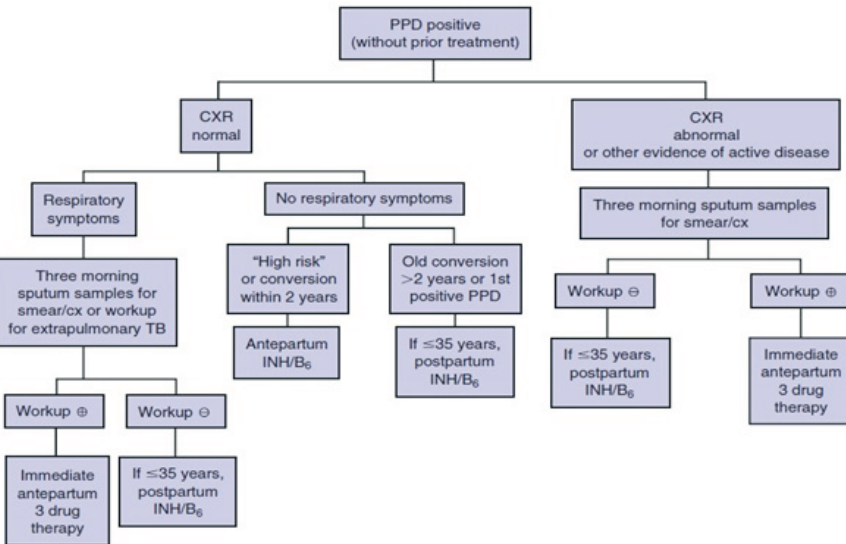 PPD positive
(without prior treatment)
CXR
normal
CXR
abnormal
or other evidence of active disease
Respiratory
symptoms
No respiratory symptoms
Three morning sputum samples
for smear/cx
Three morning
sputum samples for
smear/cx or workup
for extrapulmonary TB
"High risk"
or conversion
within 2 years
Old conversion
>2 years or 1st
positive PPD
Workup ⊖
Workup ⊕
Antepartum
INH/B₆
If ≤35 years,
postpartum
INH/B₆
If ≤35 years,
postpartum
INH/B₆
Immediate
antepartum
3 drug
therapy
Workup ⊕
Workup ⊖
Immediate
antepartum
3 drug
therapy
If ≤35 years,
postpartum
INH/B₆